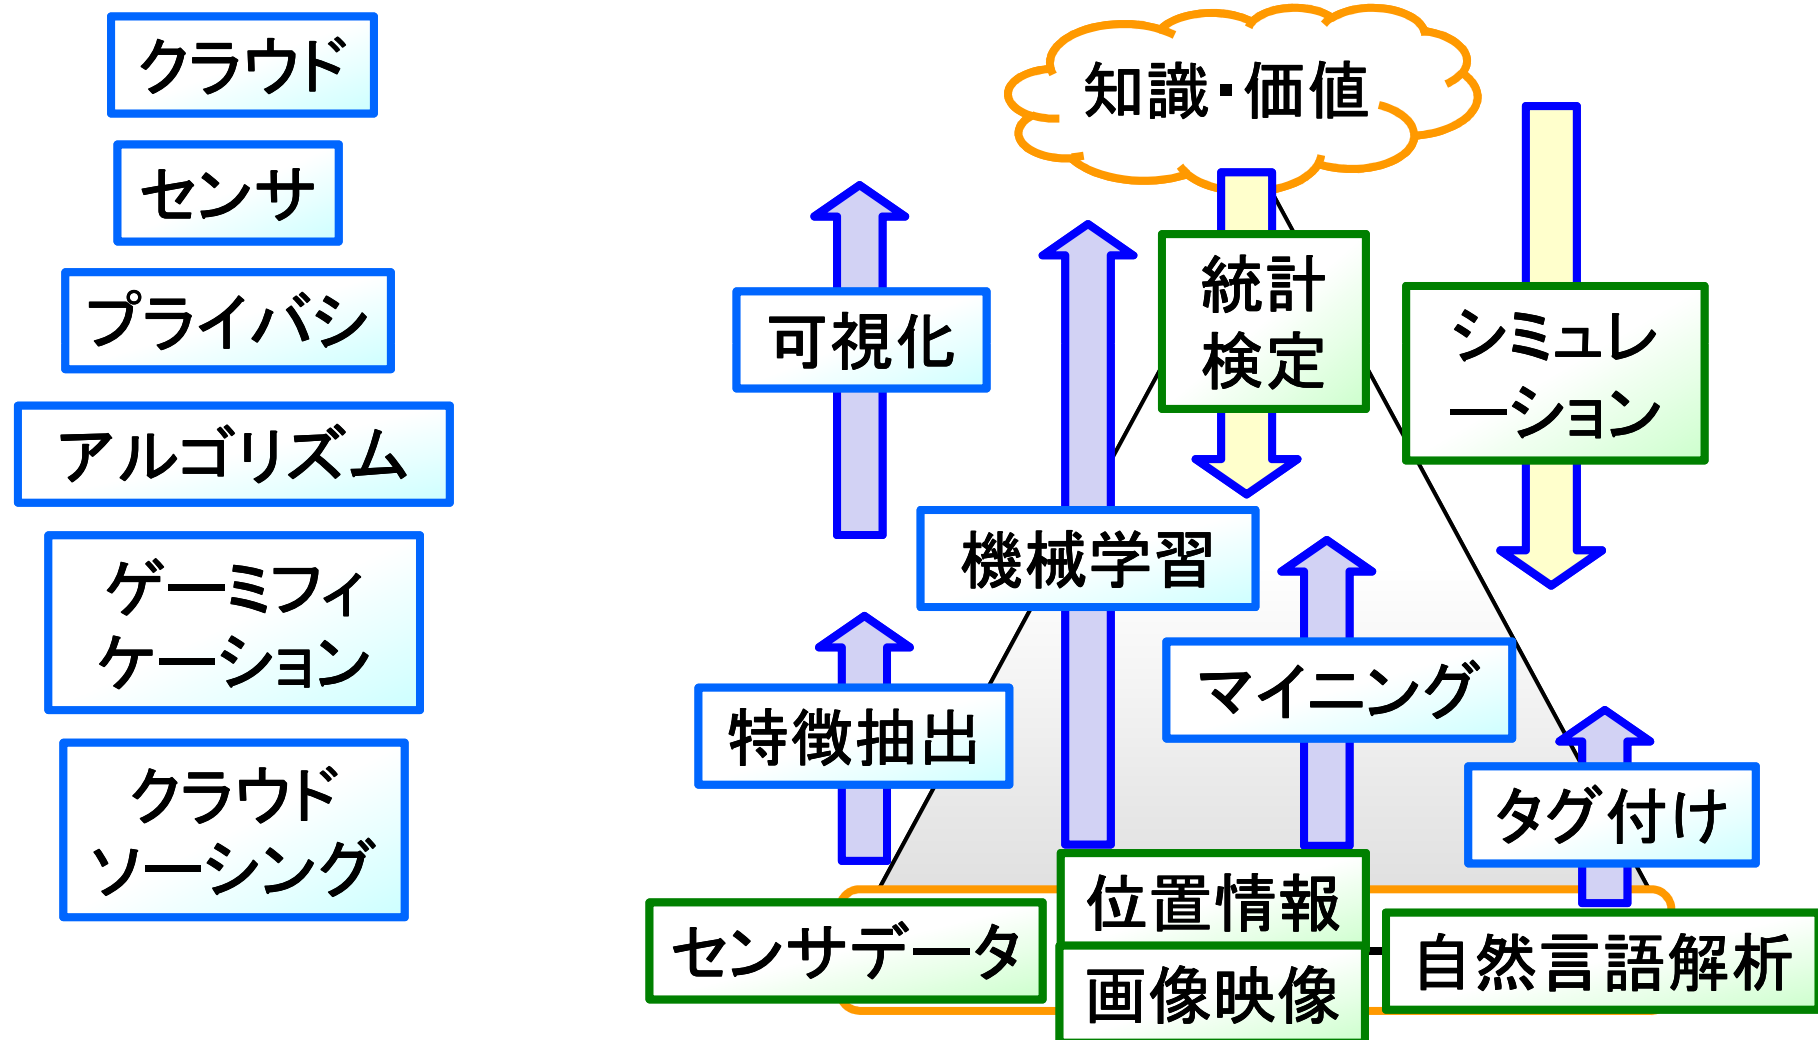 クラウド
センサ
プライバシ
アルゴリズム
ゲーミフィ
ケーション
クラウド
ソーシング
知識・価値
統計
検定
シミュレ
ーション
可視化
機械学習
マイニング
特徴抽出
タグ付け
位置情報
センサデータ
自然言語解析
画像映像